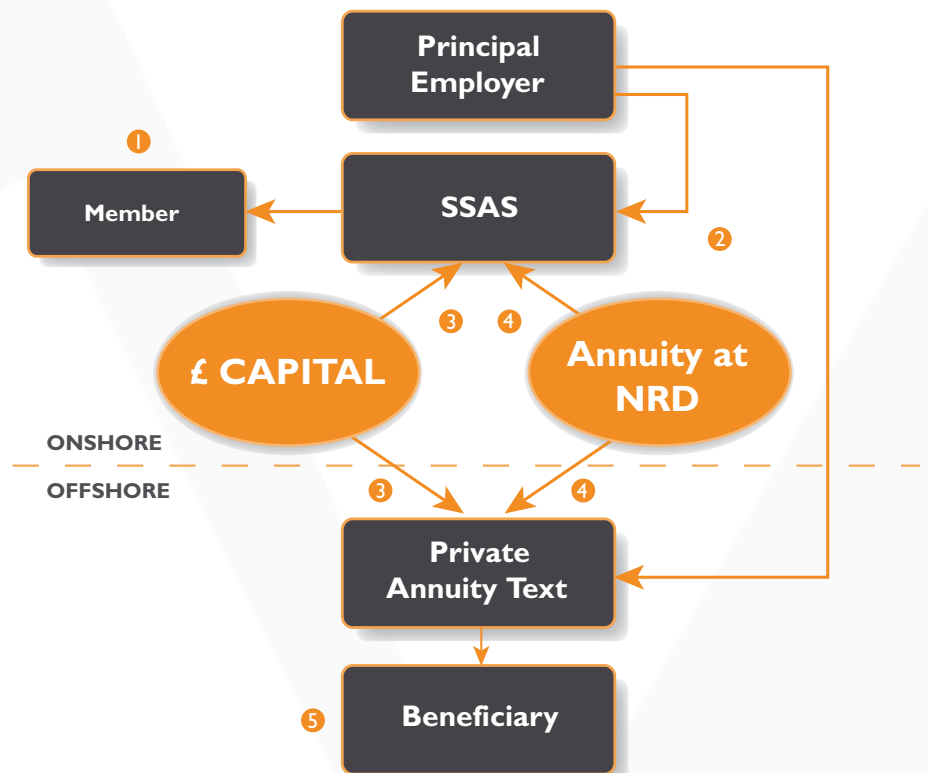 Principal
Employer
1
Member
SSAS
2
3
4
£ CAPITAL
Annuity at
NRD
ONSHORE
OFFSHORE
3
4
Private
Annuity Text
5
Beneficiary